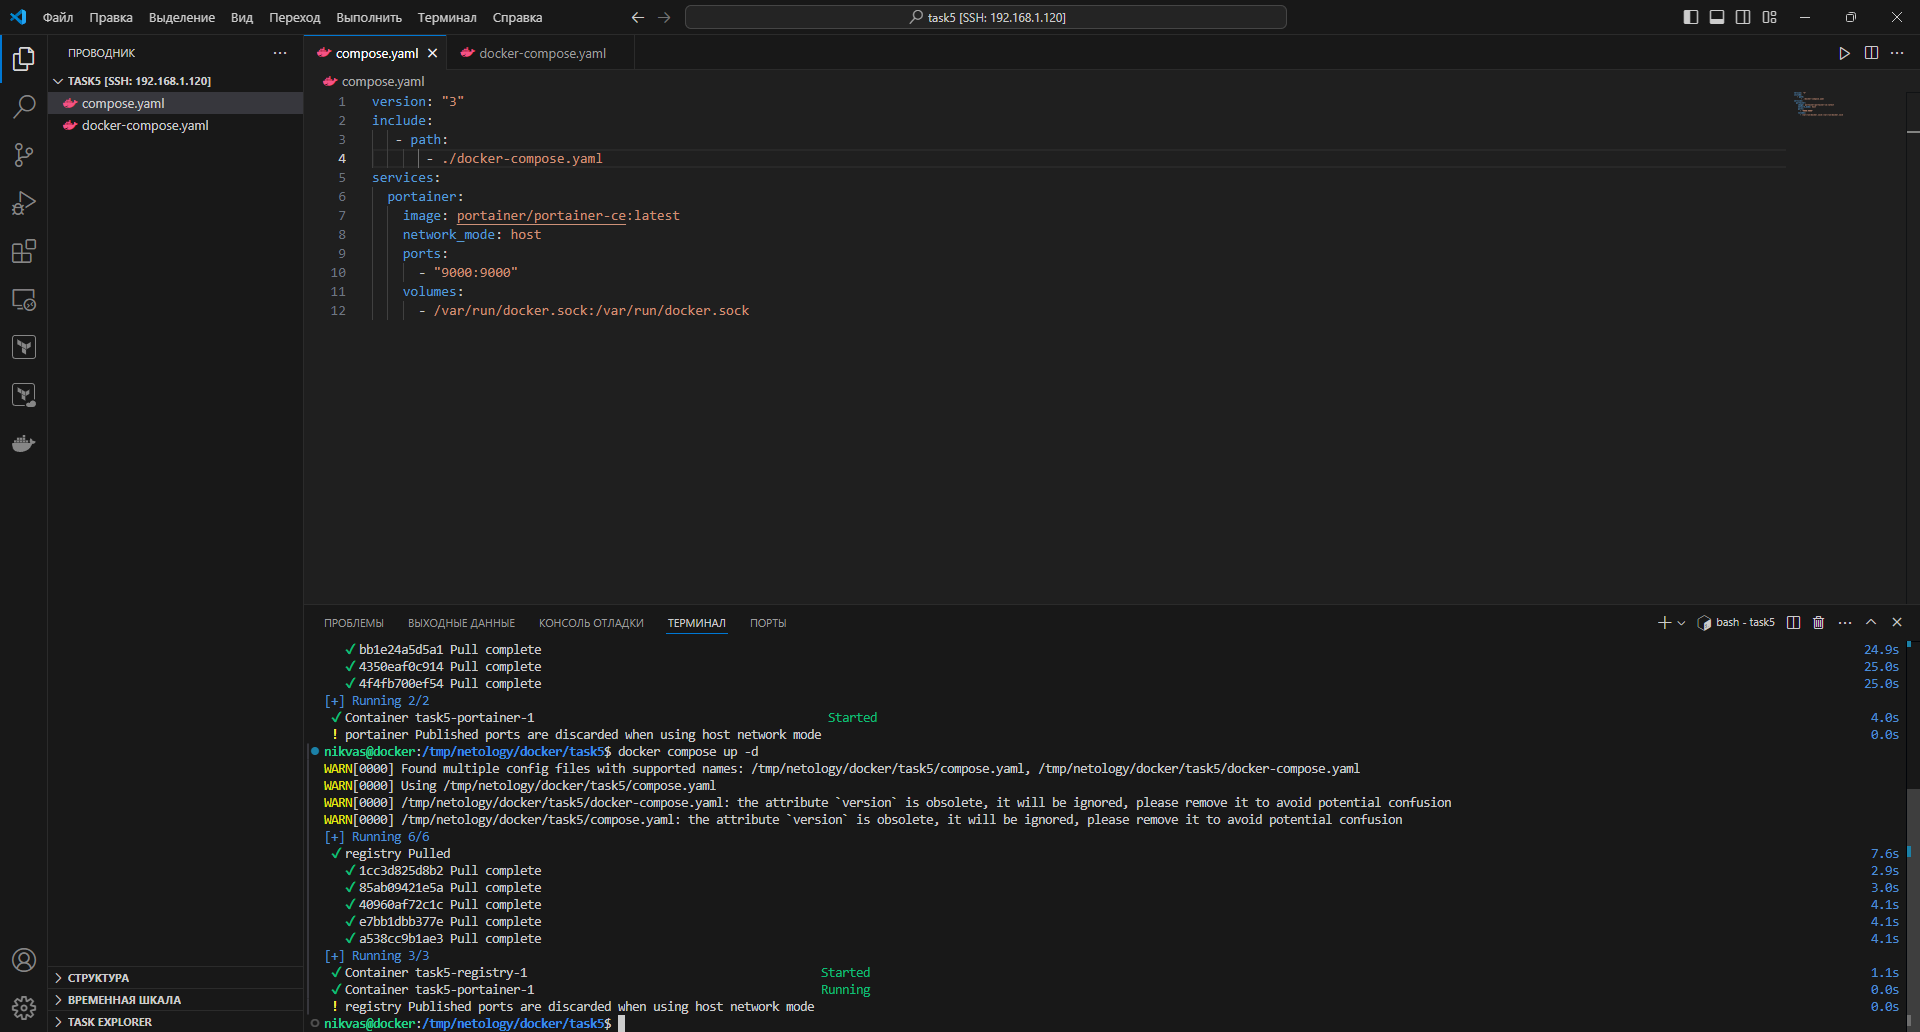 Файл Правка Выделение Вид Переход Выполнить Терминал Справка
task5 [SSH: 192.168.1.120]
ПРОВОДНИК
TASK5 [SSH: 192.168.1.120]
compose.yaml
docker-compose.yaml
СТРУКТУРА
ВРЕМЕННАЯ ШКАЛА
TASK EXPLORER
compose.yaml docker-compose.yaml
compose.yaml
1 version: "3"
2 include:
3 - path:
4 - ./docker-compose.yaml
5 services:
6 portainer:
7 image: portainer/portainer-ce:latest
8 network_mode: host
9 ports:
10 - "9000:9000"
11 volumes:
12 - /var/run/docker.sock:/var/run/docker.sock
ПРОБЛЕМЫ ВЫХОДНЫЕ ДАННЫЕ КОНСОЛЬ ОТЛАДКИ ТЕРМИНАЛ ПОРТЫ bash - task5
✓ bb1e24a5d5a1 Pull complete 24.9s
✓ 4350eaf0c914 Pull complete 25.0s
✓ 4f4fb700ef54 Pull complete 25.0s
[+] Running 2/2
✓ Container task5-portainer-1 Started 4.0s
! portainer Published ports are discarded when using host network mode 0.0s
nikvas@docker:/tmp/netology/docker/task5$ docker compose up -d
WARN[0000] Found multiple config files with supported names: /tmp/netology/docker/task5/compose.yaml, /tmp/netology/docker/task5/docker-compose.yaml
WARN[0000] Using /tmp/netology/docker/task5/compose.yaml
WARN[0000] /tmp/netology/docker/task5/docker-compose.yaml: the attribute `version` is obsolete, it will be ignored, please remove it to avoid potential confusion
WARN[0000] /tmp/netology/docker/task5/compose.yaml: the attribute `version` is obsolete, it will be ignored, please remove it to avoid potential confusion
[+] Running 6/6
✓ registry Pulled 7.6s
✓ 1cc3d825d8b2 Pull complete 2.9s
✓ 85ab09421e5a Pull complete 3.0s
✓ 40960af72c1c Pull complete 4.1s
✓ e7bb1dbb377e Pull complete 4.1s
✓ a538cc9b1ae3 Pull complete 4.1s
[+] Running 3/3
✓ Container task5-registry-1 Started 1.1s
✓ Container task5-portainer-1 Running 0.0s
! registry Published ports are discarded when using host network mode 0.0s
nikvas@docker:/tmp/netology/docker/task5$